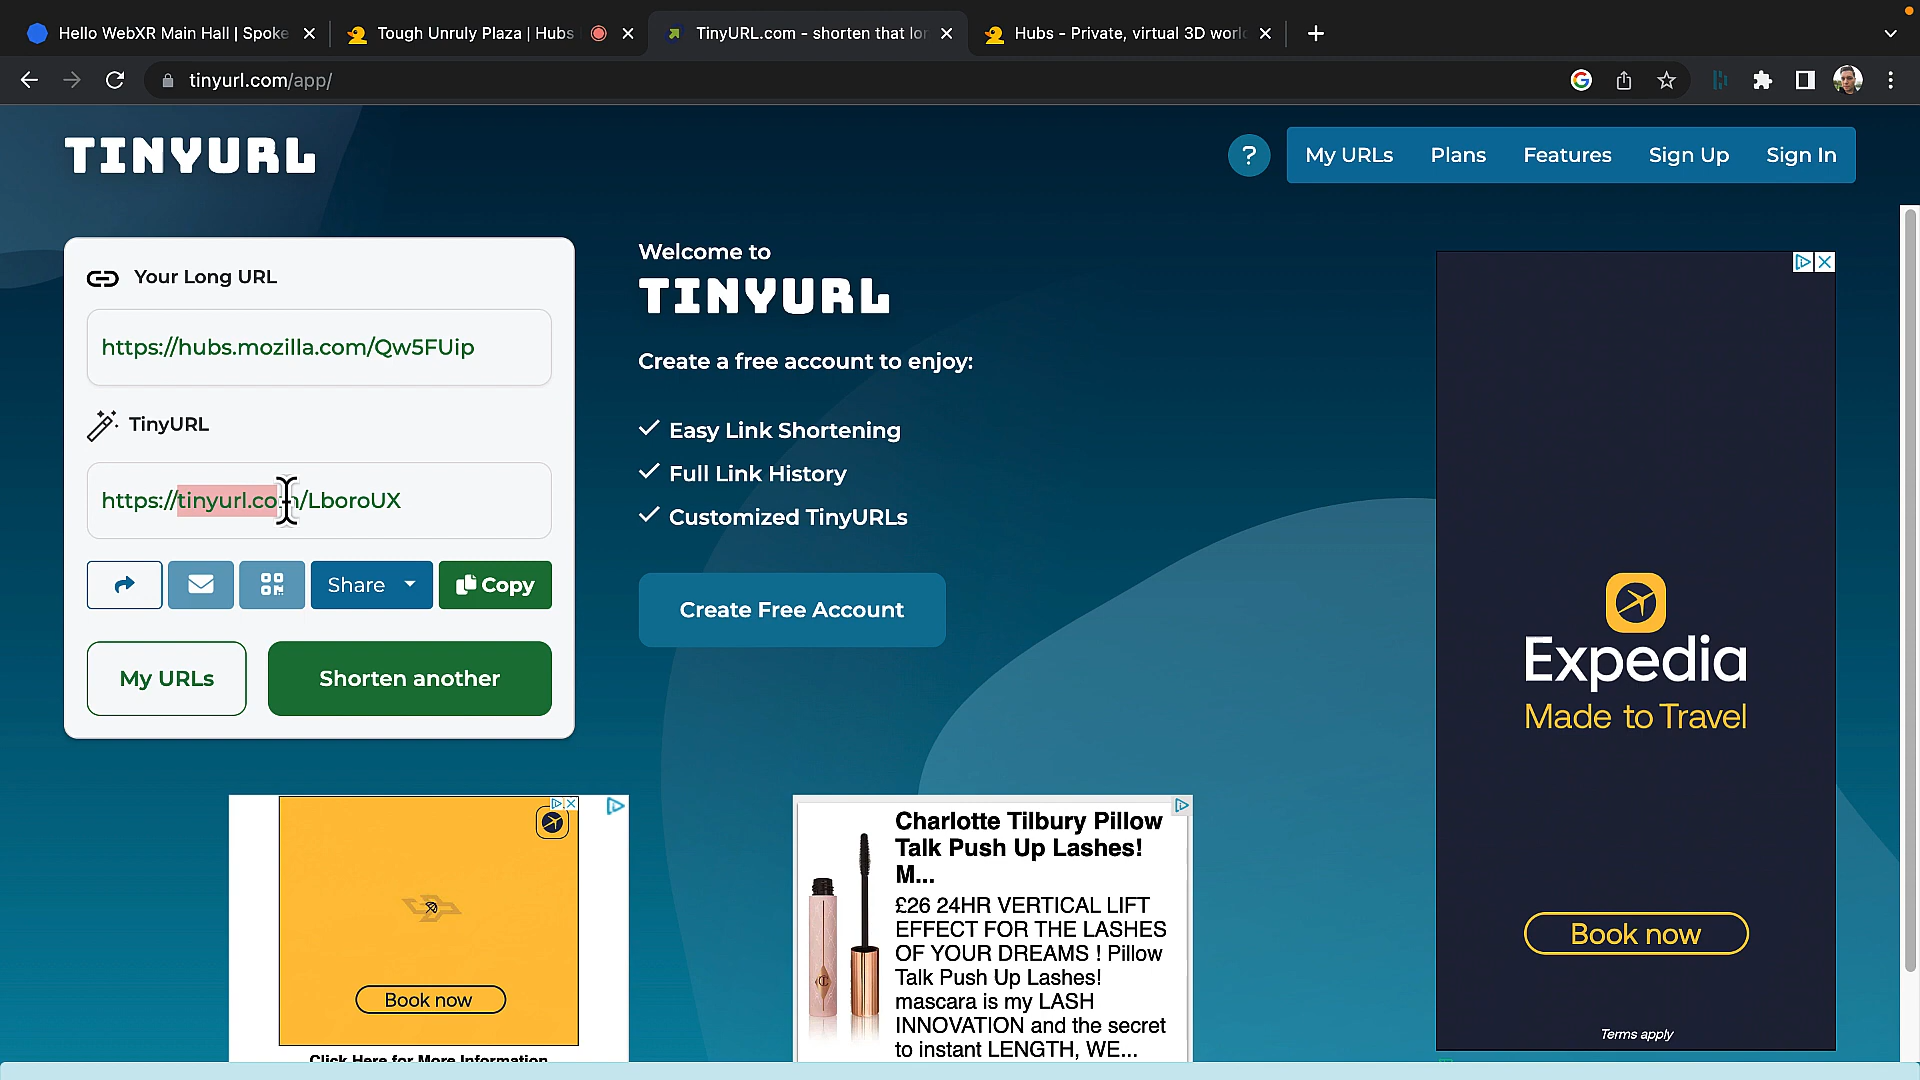 Hello WebXR Main Hall | Spoke
Tough Unruly Plaza | Hubs
TinyURL.com - shorten that lon
Hubs - Private, virtual 3D worl
tinyurl.com/app/
TINYURL
?
My URLs
Plans
Features
Sign Up
Sign In
Your Long URL
https://hubs.mozilla.com/Qw5FUip
TinyURL
https://tinyurl.com/LboroUX
Share
Copy
My URLs
Shorten another
Welcome to
TINYURL
Create a free account to enjoy:
Easy Link Shortening
Full Link History
Customized TinyURLs
Create Free Account
Expedia
Made to Travel
Book now
Terms apply
Book now
Click Here for More Information
Charlotte Tilbury Pillow
Talk Push Up Lashes!
M...
£26 24HR VERTICAL LIFT
EFFECT FOR THE LASHES
OF YOUR DREAMS ! Pillow
Talk Push Up Lashes!
mascara is my LASH
INNOVATION and the secret
to instant LENGTH, WE...